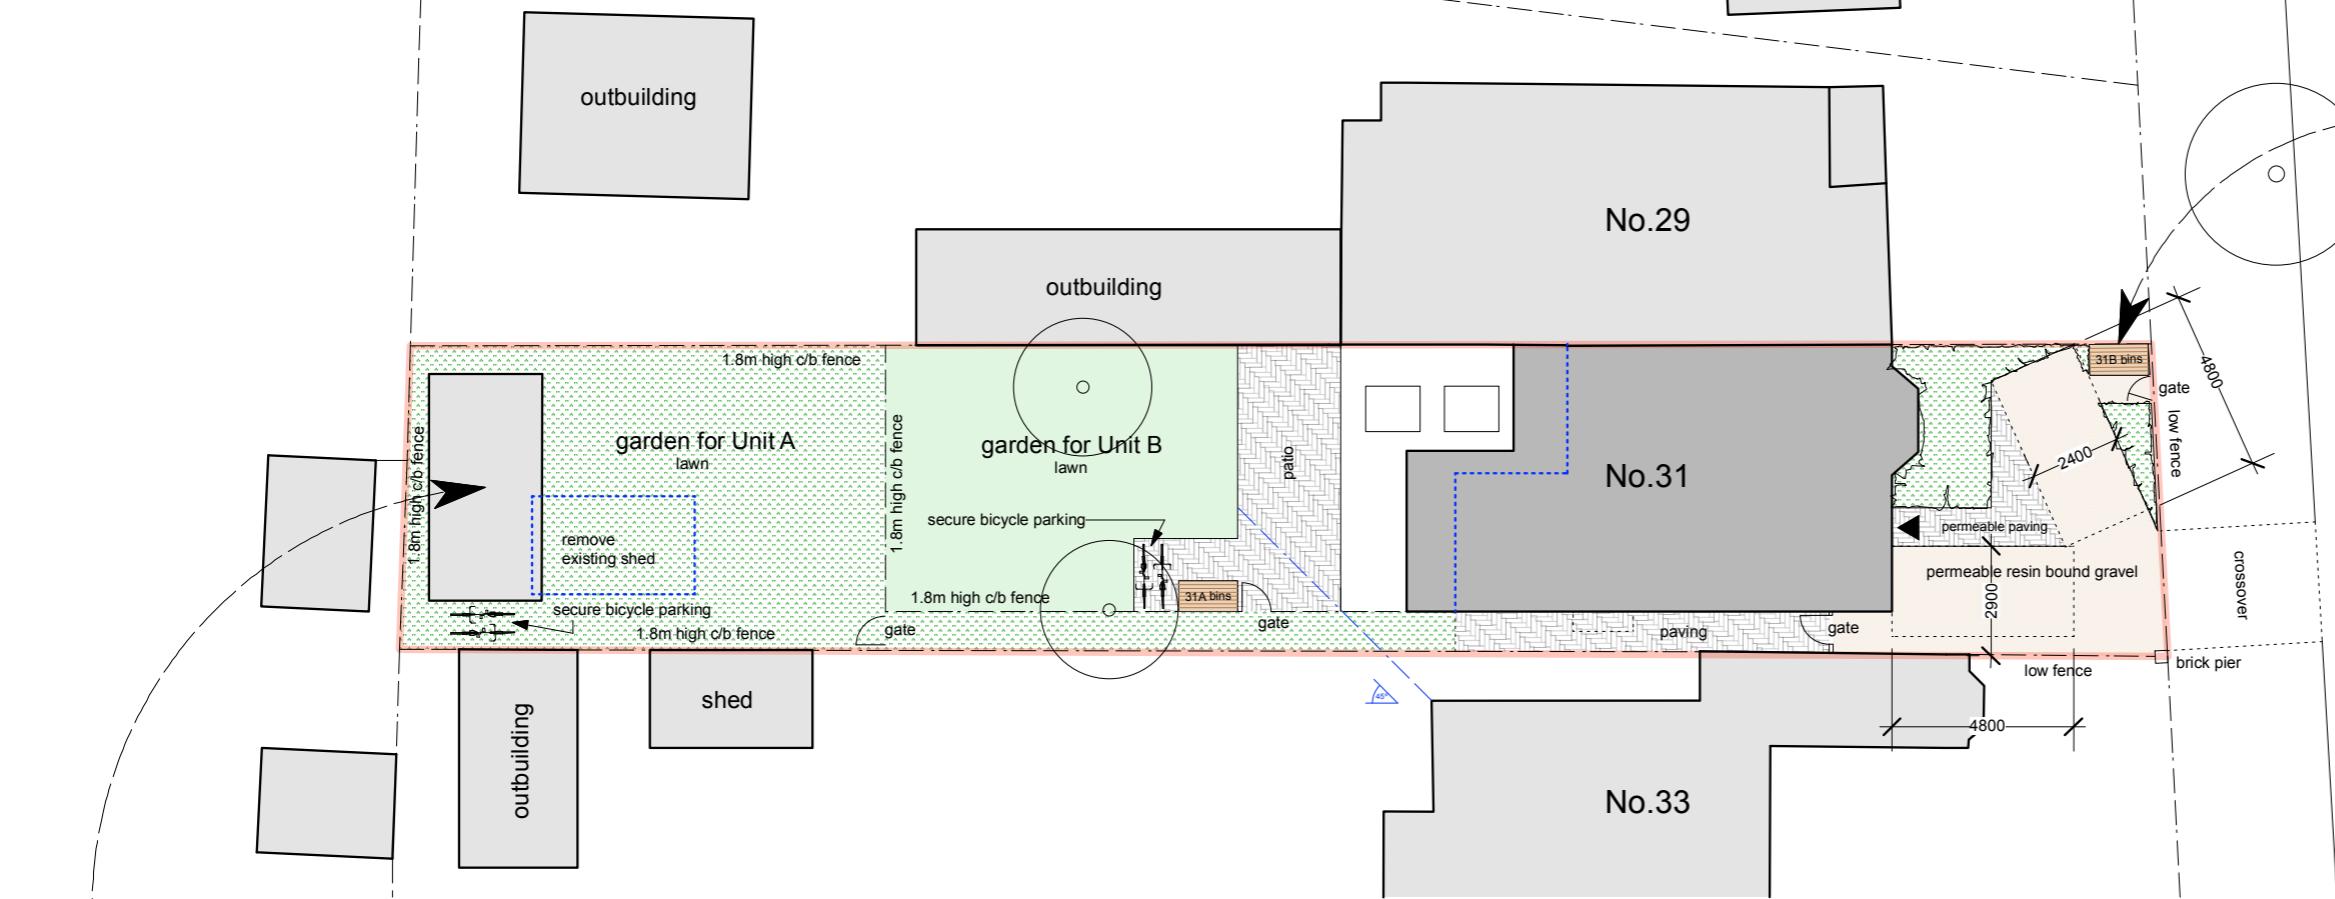 outbuilding
No.29
outbuilding
1.8m high c/b fence
31B bins
gate
4800
low fence
2400
garden for Unit A
lawn
1.8m high c/b fence
1.8m high c/b fence
garden for Unit B
lawn
patio
No.31
secure bicycle parking
permeable paving
remove
existing shed
permeable resin bound gravel
crossover
2900
secure bicycle parking
1.8m high c/b fence
31A bins
1.8m high c/b fence
gate
gate
paving
gate
low fence
brick pier
shed
45°
4800
outbuilding
No.33